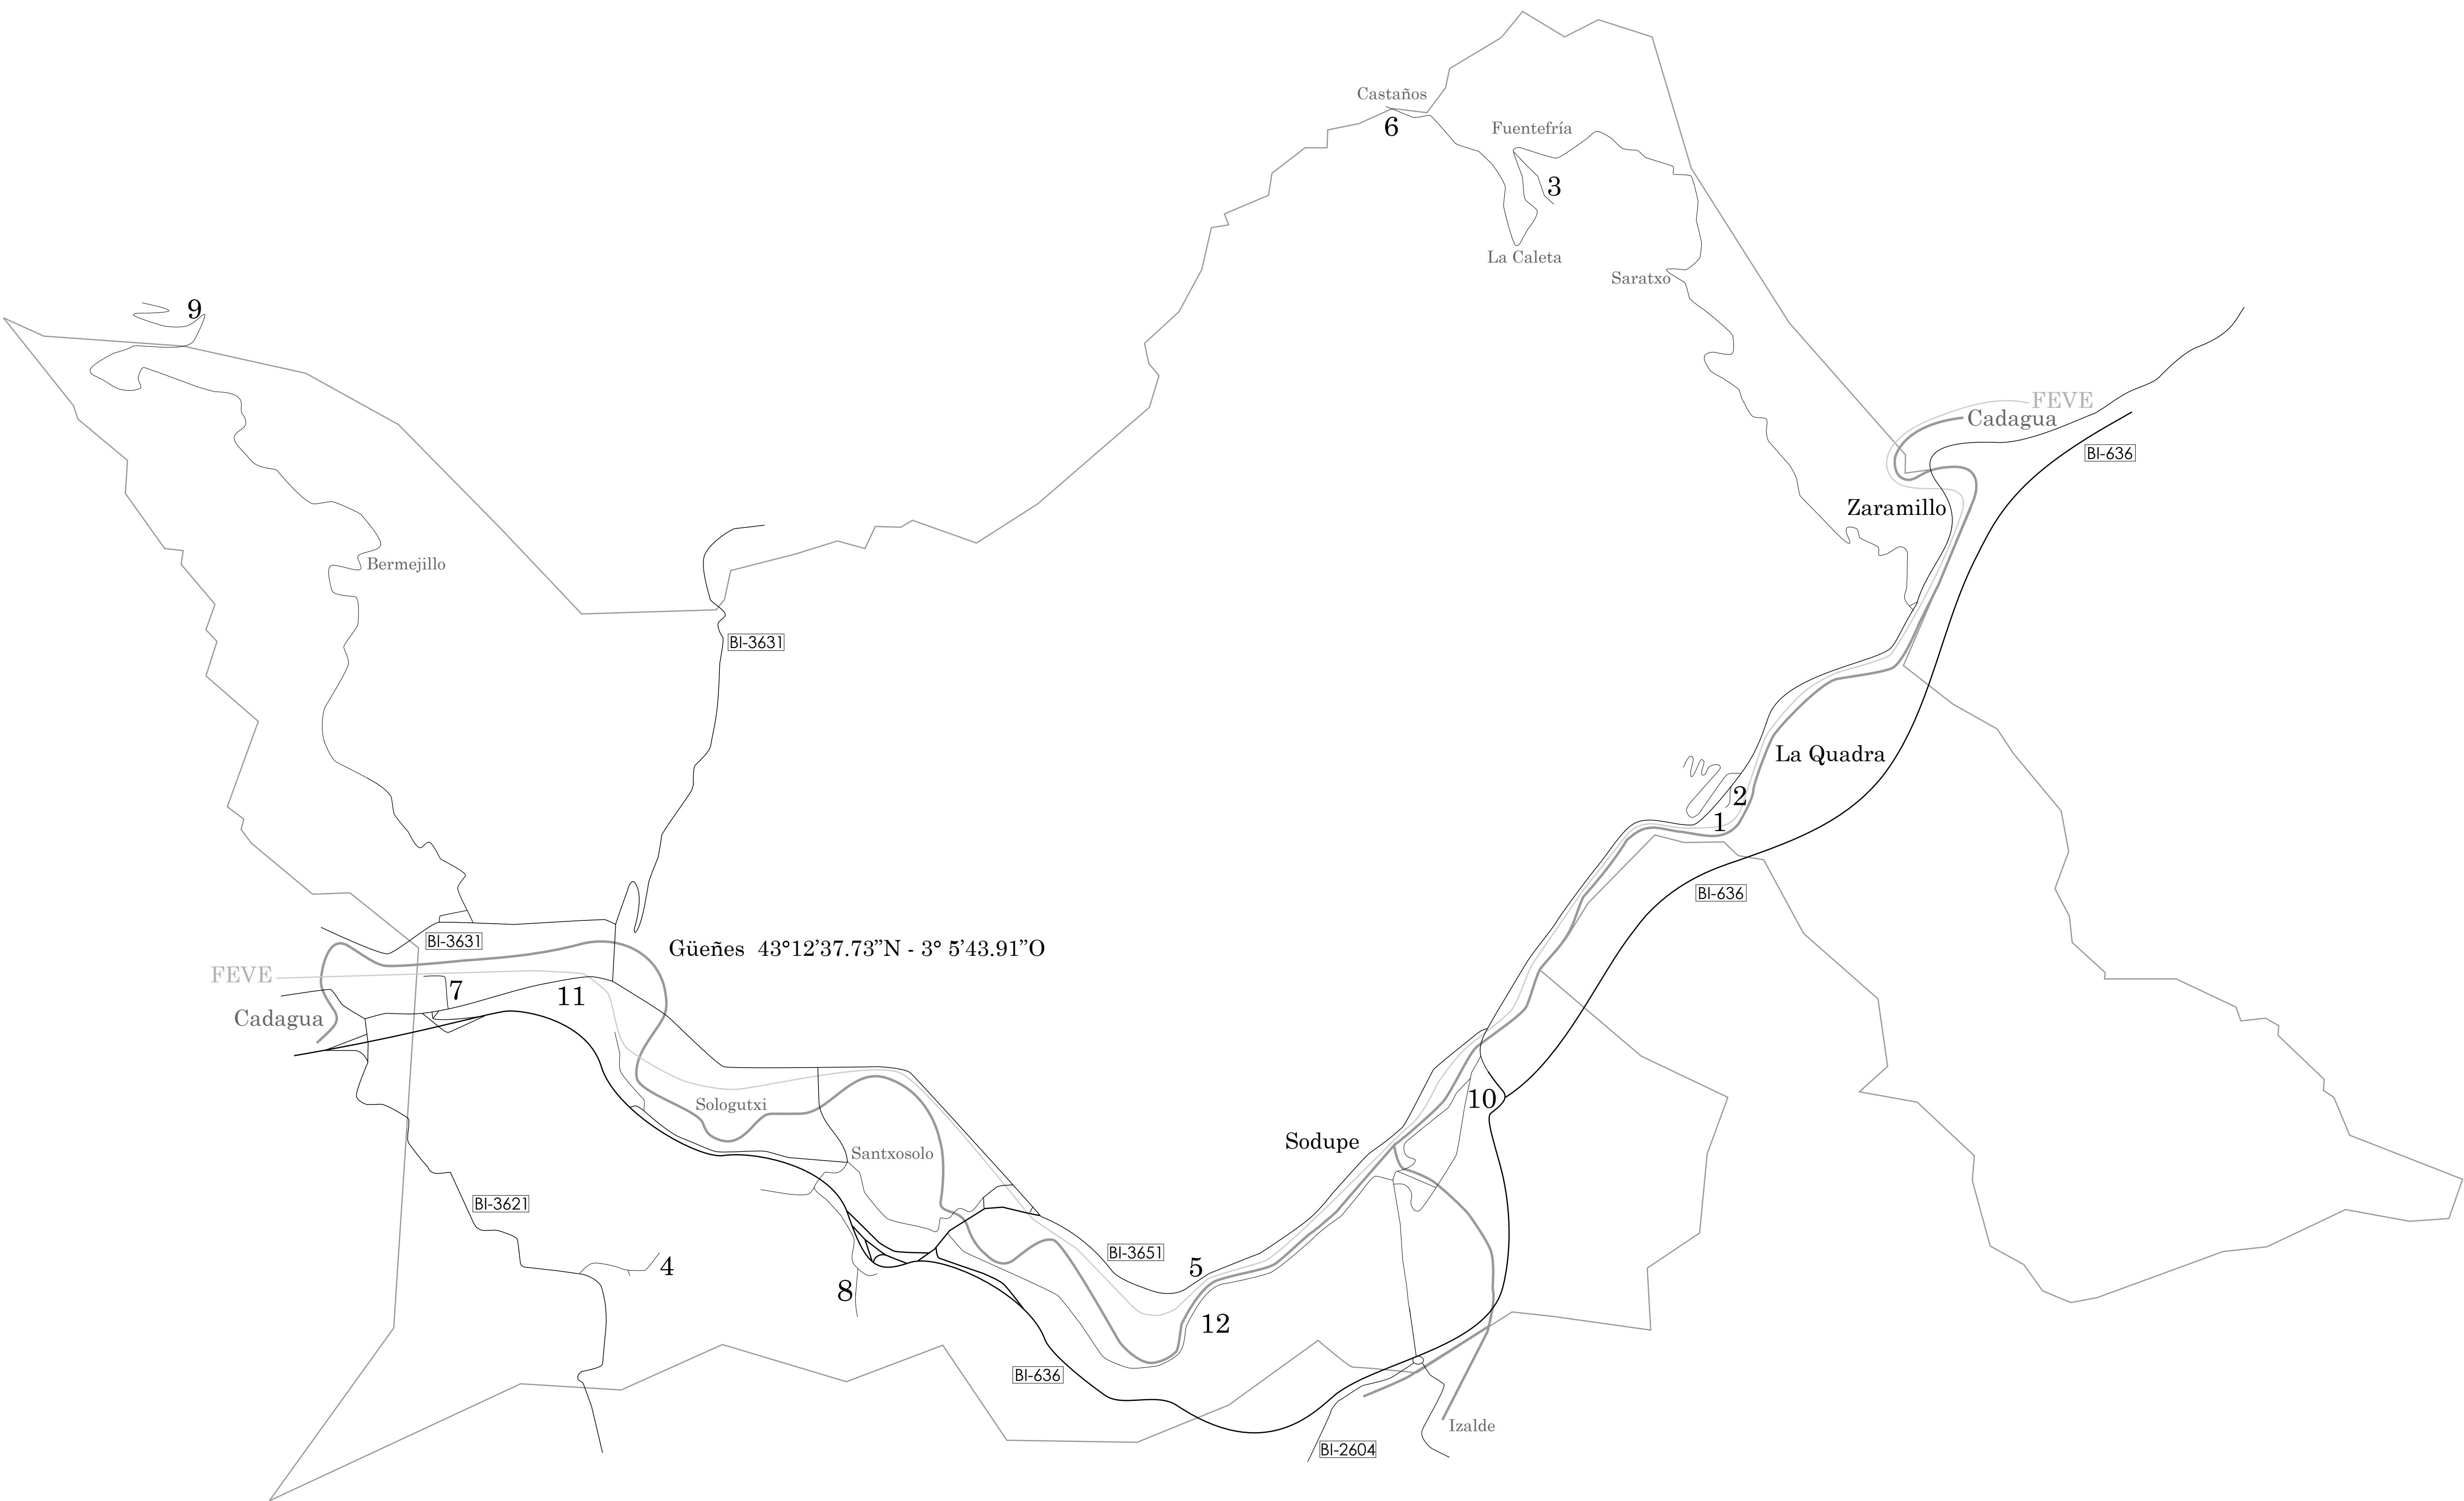 Castaños
6
Fuentefría
3
La Caleta
Saratxo
9
FEVE
Cadagua
BI-636
Zaramillo
Bermejillo
BI-3631
La Quadra
2
1
BI-636
BI-3631
Güeñes 43°12’37.73”N - 3° 5’43.91”O
FEVE
7
11
Cadagua
Sologutxi
10
Sodupe
Santxosolo
BI-3621
BI-3651
5
4
8
12
BI-636
Izalde
BI-2604